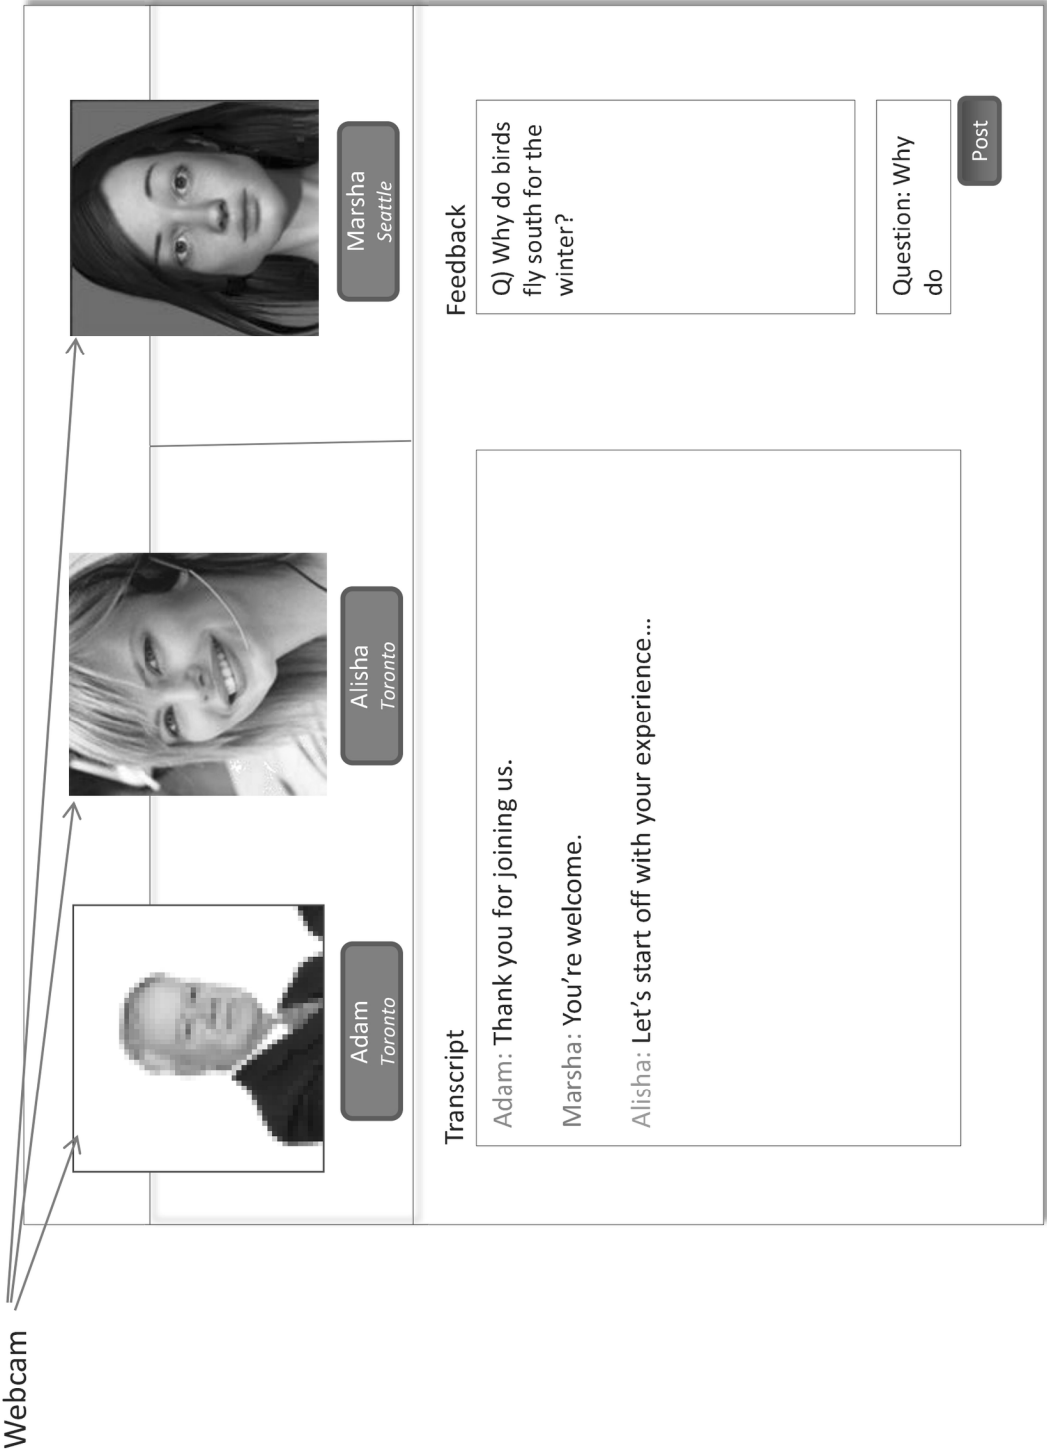 Webcam
Adam
Toronto
Alisha
Toronto
Marsha
Seattle
Transcript
Adam: Thank you for joining us.
Marsha: You’re welcome.
Alisha: Let’s start off with your experience...
Feedback
Q) Why do birds
fly south for the
winter?
Question: Why
do
Post